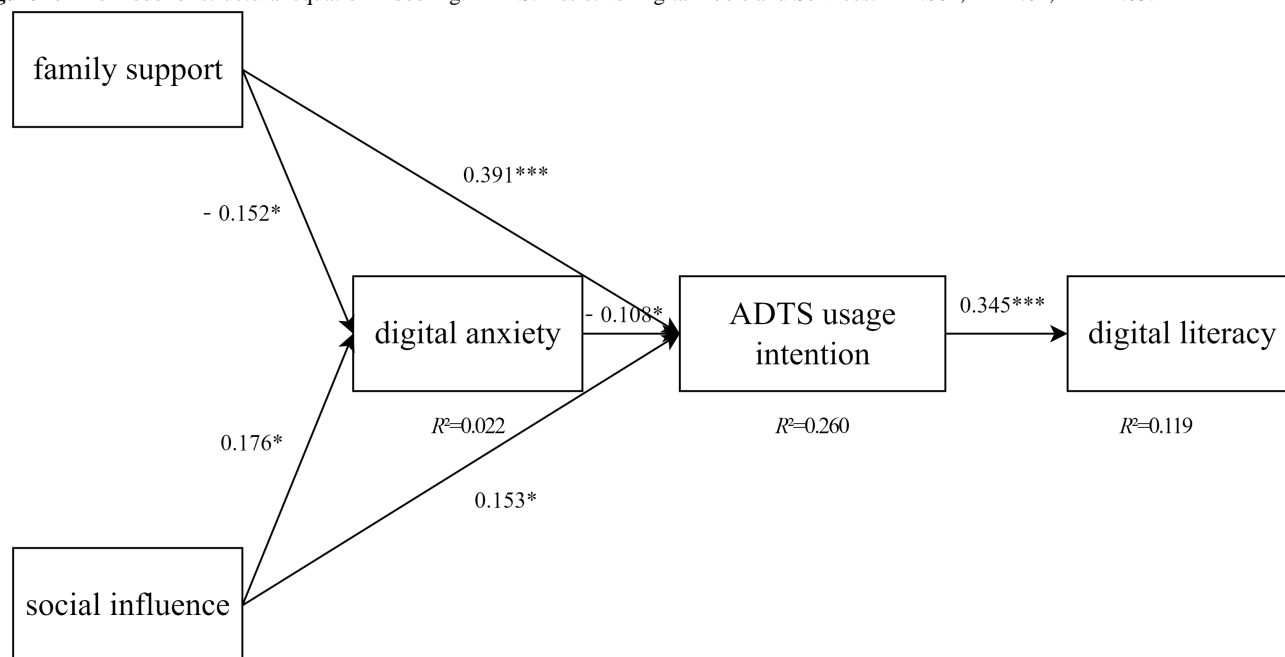 family support
0.391***
- 0.152*
- 0.108*
0.345***
digital anxiety
ADTS usage
intention
digital literacy
R²=0.022
R²=0.260
R²=0.119
0.176*
0.153*
social influence